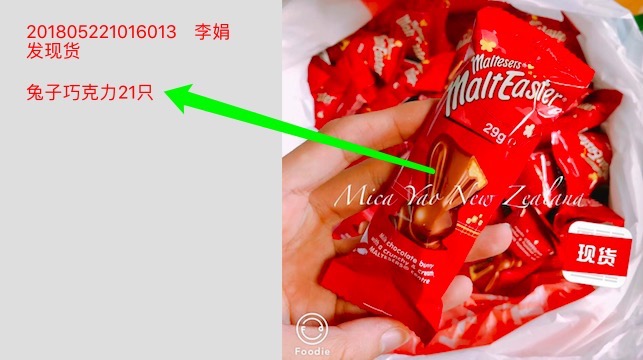 201805221016013 李娟
发现货
兔子巧克力21只
Maltesers
MaltEaster
29g e
Mica Yav New Zealand
Milk chocolate bunny
with a crunchy & creamy
MALTESERS centre
现货
Foodie